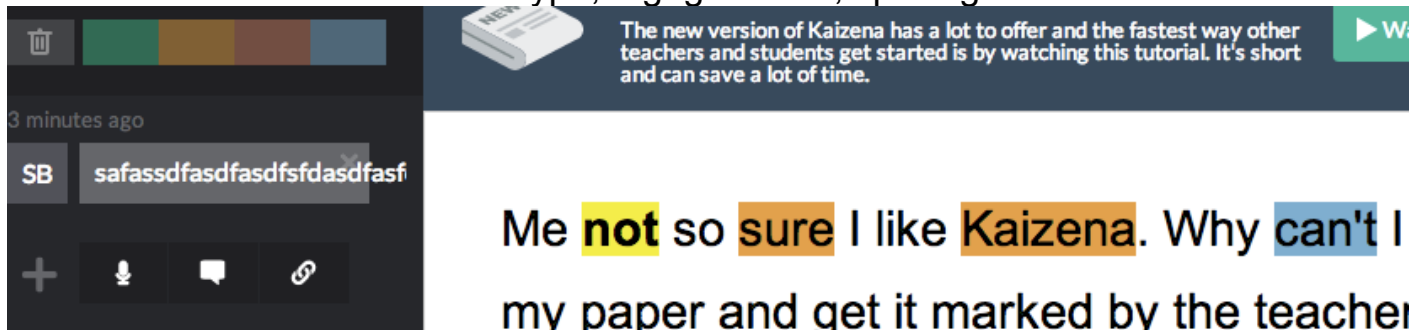 NEW
The new version of Kaizena has a lot to offer and the fastest way other
teachers and students get started is by watching this tutorial. It's short
and can save a lot of time.
3 minutes ago
SB
safassdfasdfasdfsfdasdfasf
Me not so sure I like Kaizena. Why can't I
my paper and get it marked by the teacher